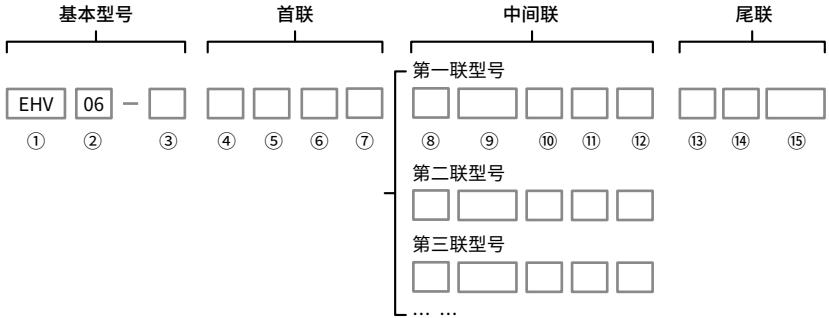 基本型号 首联 中间联 尾联
第一联型号
EHV 06 –
① ② ③ ④ ⑤ ⑥ ⑦ ⑧ ⑨ ⑩ ⑪ ⑫ ⑬ ⑭ ⑮
第二联型号
第三联型号
… …